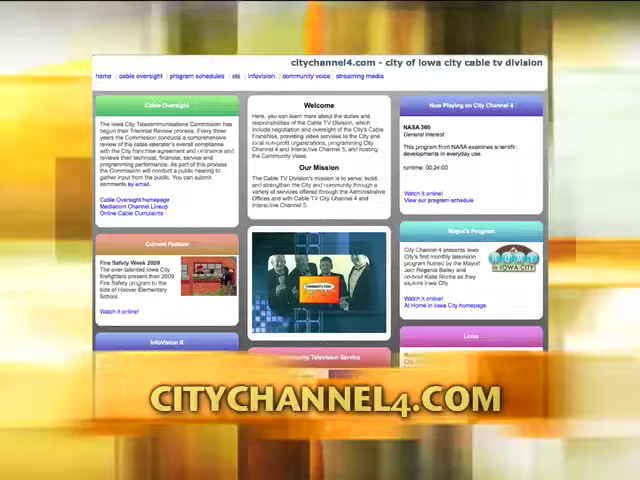 citychannel4.com - city of iowa city cable tv division
home | cable oversight | program schedules | cts | infovision | community voice | streaming media
Cable Oversight
The Iowa City Telecommunications Commission has
begun their Triennial Review process. Every three
years the Commission conducts a comprehensive
review of the cable operator's overall compliance
with the City franchise agreement and ordinance and
reviews their technical, financial, service and
programming performance. As part of this process
the Commission will conduct a public hearing to
gather input from the public. You can submit
comments by email.
Cable Oversight homepage
Mediacom Channel Lineup
Online Cable Complaints
Current Feature
Fire Safety Week 2009
The ever-talented Iowa City
firefighters present their 2009
Fire Safety program to the
kids of Hoover Elementary
School.
Watch it online!
InfoVision X
Welcome
Here, you can learn more about the duties and
responsibilities of the Cable TV Division, which
include negotiation and oversight of the City's Cable
Franchise, providing video services to the City and
local non-profit organizations, programming City
Channel 4 and Interactive Channel 5, and hosting
the Community Voice.
Our Mission
The Cable TV Division's mission is to serve, build,
and strengthen the City and community through a
variety of services offered through the Administrative
Offices and with Cable TV City Channel 4 and
Interactive Channel 5.
Community Television Service
Now Playing on City Channel 4
NASA 360
General Interest
This program from NASA examines scientific
developments in everyday use.
runtime: 00:24:00
Watch it online!
View our program schedule.
Mayor's Program
City Channel 4 presents Iowa
City's first monthly television
program hosted by the Mayor!
Join Regenia Bailey and
co-host Katie Roche as they
explore Iowa City
HOME
in IOWA CITY
Watch it online!
At Home in Iowa City homepage
Links
CITYCHANNEL4.COM